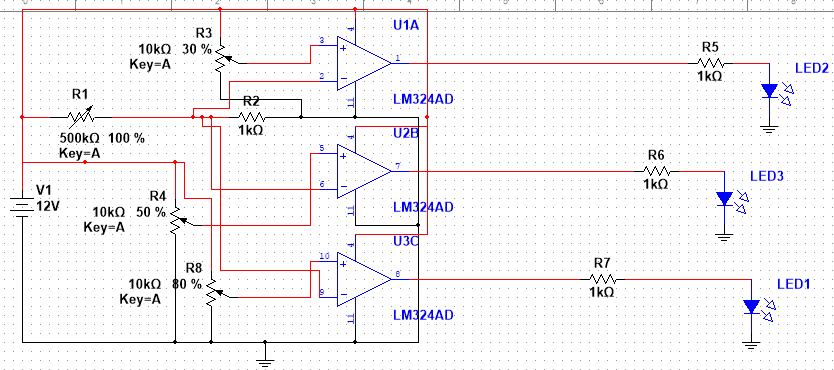 0
R3
10kΩ
30 %
Key=A
U1A
3
2
4
1
11
LM324AD
R5
1kΩ
LED2
R1
500kΩ
100 %
Key=A
R2
1kΩ
U2B
5
6
4
7
11
LM324AD
R6
1kΩ
LED3
V1
12V
R4
10kΩ
50 %
Key=A
U3C
10
9
4
8
11
LM324AD
R8
10kΩ
80 %
Key=A
R7
1kΩ
LED1